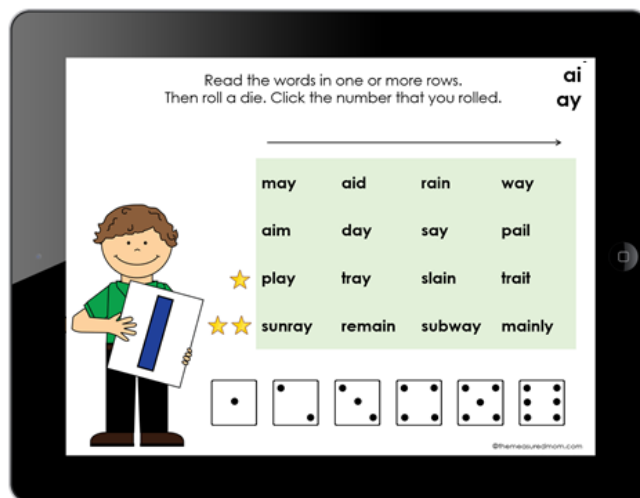 Read the words in one or more rows.
Then roll a die. Click the number that you rolled.
ai
ay
may aid rain way
aim day say pail
play tray slain trait
sunray remain subway mainly
©themeasuredmom.com